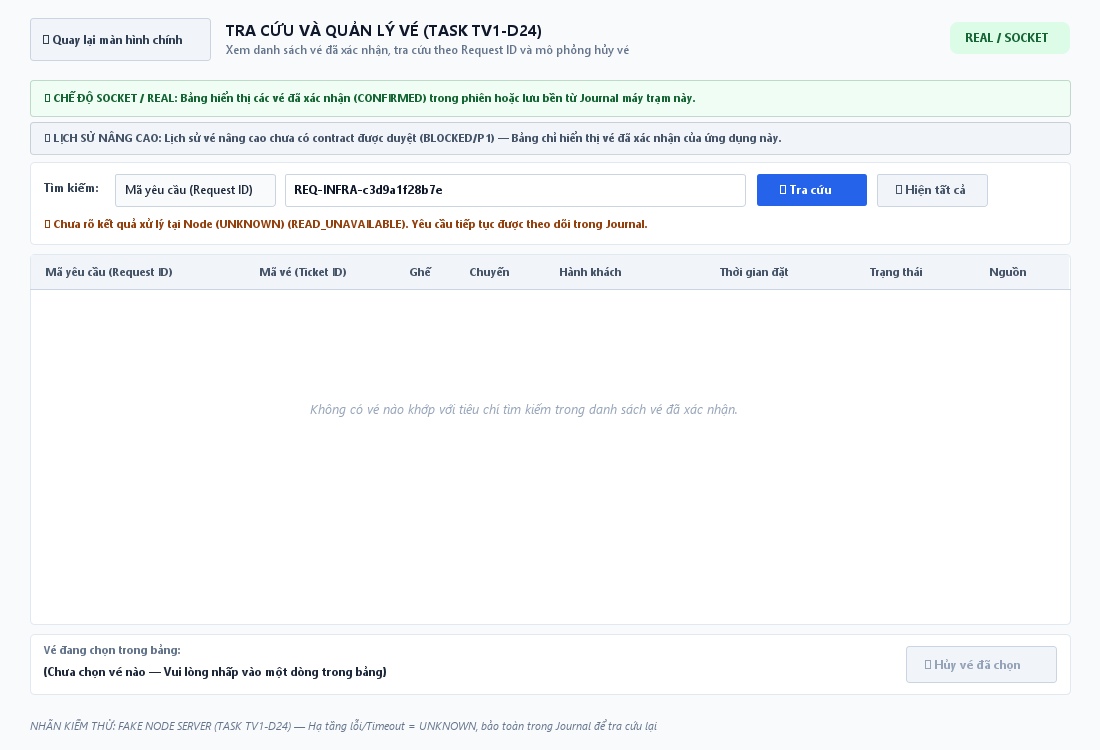 Quay lại màn hình chính
TRA CỨU VÀ QUẢN LÝ VÉ (TASK TV1-D24)
Xem danh sách vé đã xác nhận, tra cứu theo Request ID và mô phỏng hủy vé
REAL / SOCKET
CHẾ ĐỘ SOCKET / REAL: Bảng hiển thị các vé đã xác nhận (CONFIRMED) trong phiên hoặc lưu bền từ Journal máy trạm này.
LỊCH SỬ NÂNG CAO: Lịch sử vé nâng cao chưa có contract được duyệt (BLOCKED/P1) — Bảng chỉ hiển thị vé đã xác nhận của ứng dụng này.
Tìm kiếm: Mã yêu cầu (Request ID) REQ-INFRA-c3d9a1f28b7e Tra cứu Hiện tất cả
Chưa rõ kết quả xử lý tại Node (UNKNOWN) (READ_UNAVAILABLE). Yêu cầu tiếp tục được theo dõi trong Journal.
Mã yêu cầu (Request ID) Mã vé (Ticket ID) Ghế Chuyến Hành khách Thời gian đặt Trạng thái Nguồn
Không có vé nào khớp với tiêu chí tìm kiếm trong danh sách vé đã xác nhận.
Vé đang chọn trong bảng:
(Chưa chọn vé nào — Vui lòng nhấp vào một dòng trong bảng)
Hủy vé đã chọn
NHÃN KIỂM THỬ: FAKE NODE SERVER (TASK TV1-D24) — Hạ tầng lỗi/Timeout = UNKNOWN, bảo toàn trong Journal để tra cứu lại